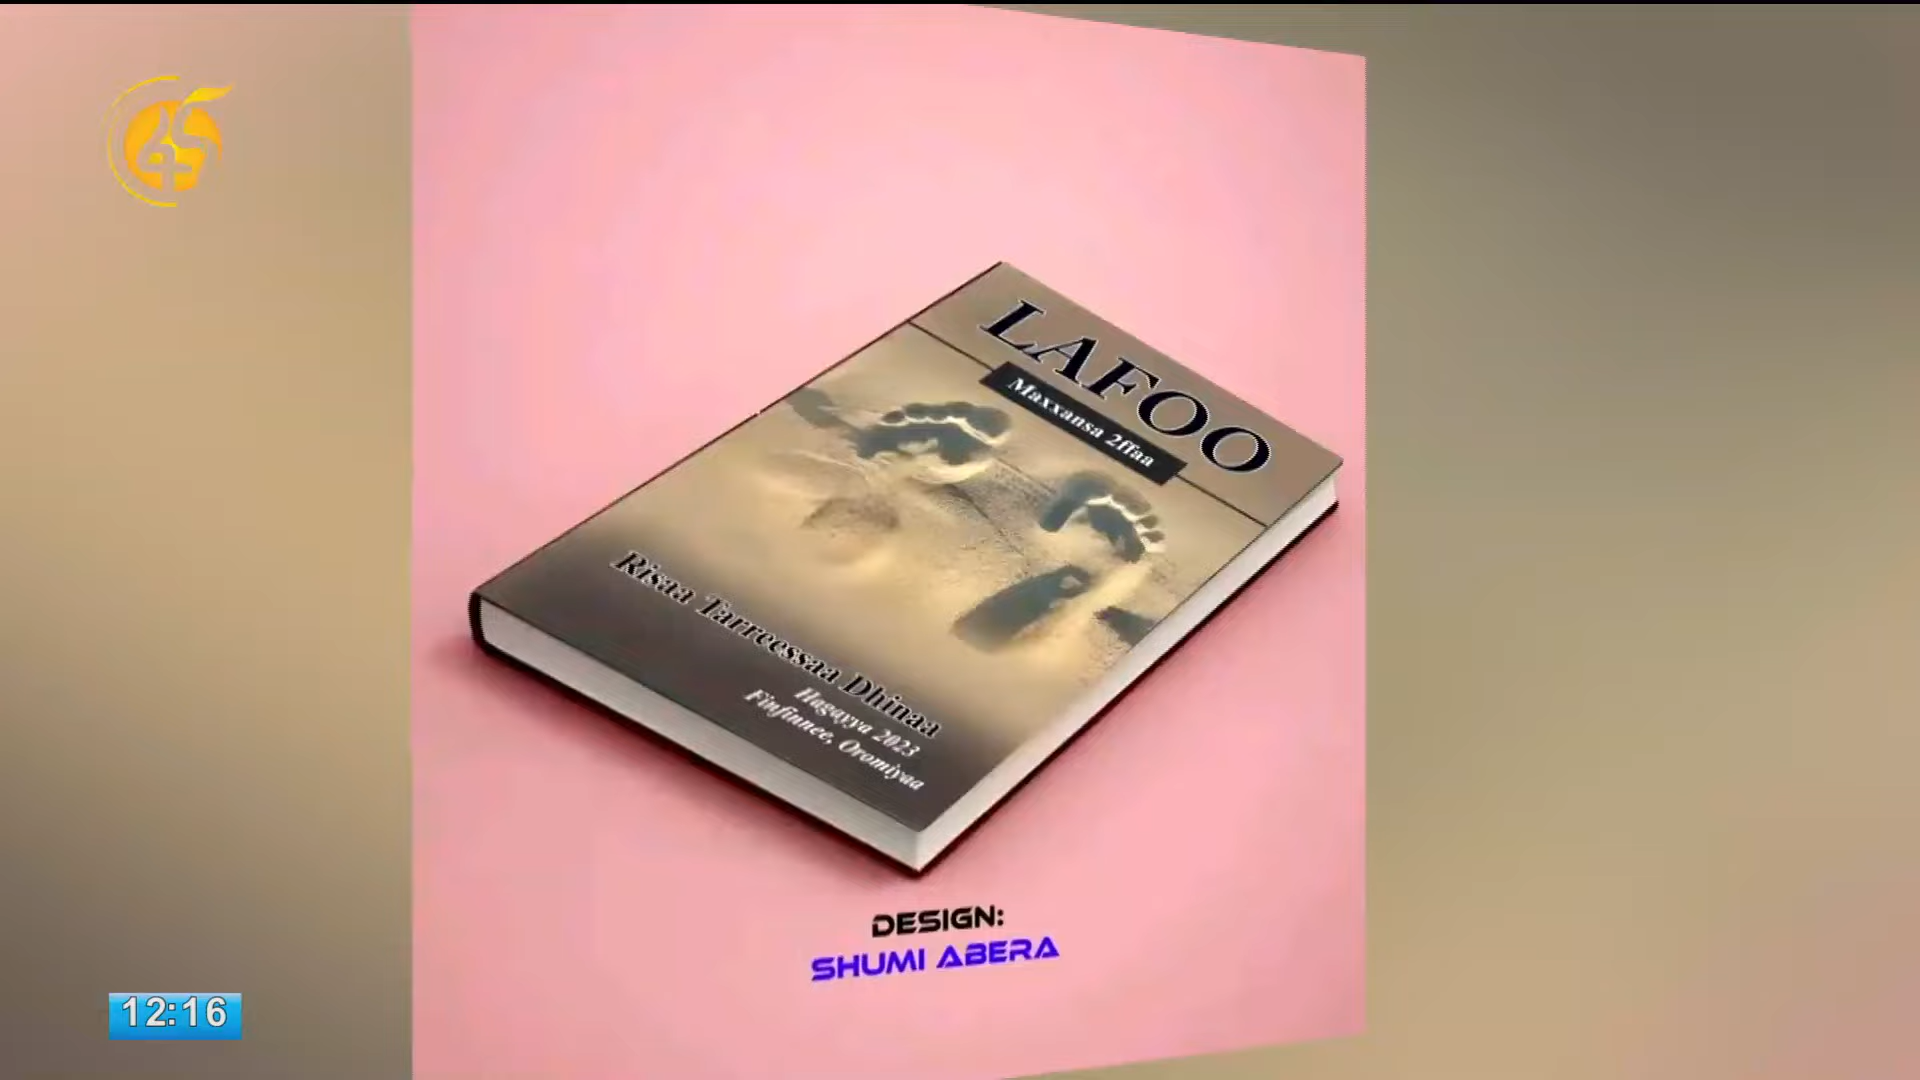 LAFOO
Maxxansa 2ffaa
Risaa Tarreessaa Dhinaa
Hagayya 2023
Finfinnee, Oromiyaa
DESIGN:
SHUMI ABERA
12:16